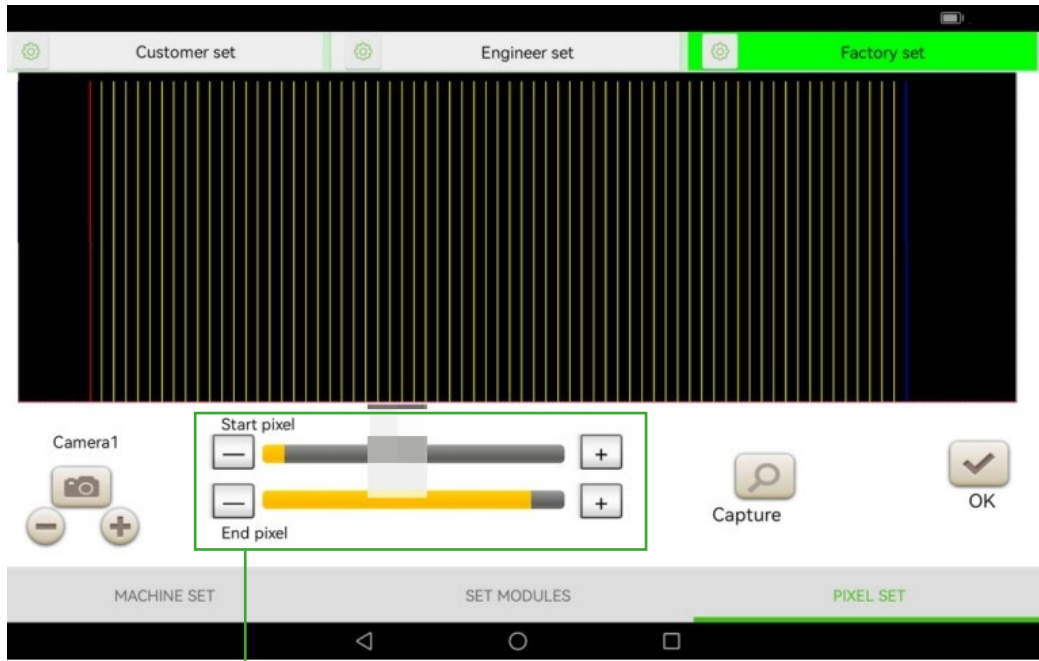 Customer set
Engineer set
Factory set
Start pixel
Camera1
— +
— +
End pixel
Capture
OK
MACHINE SET
SET MODULES
PIXEL SET